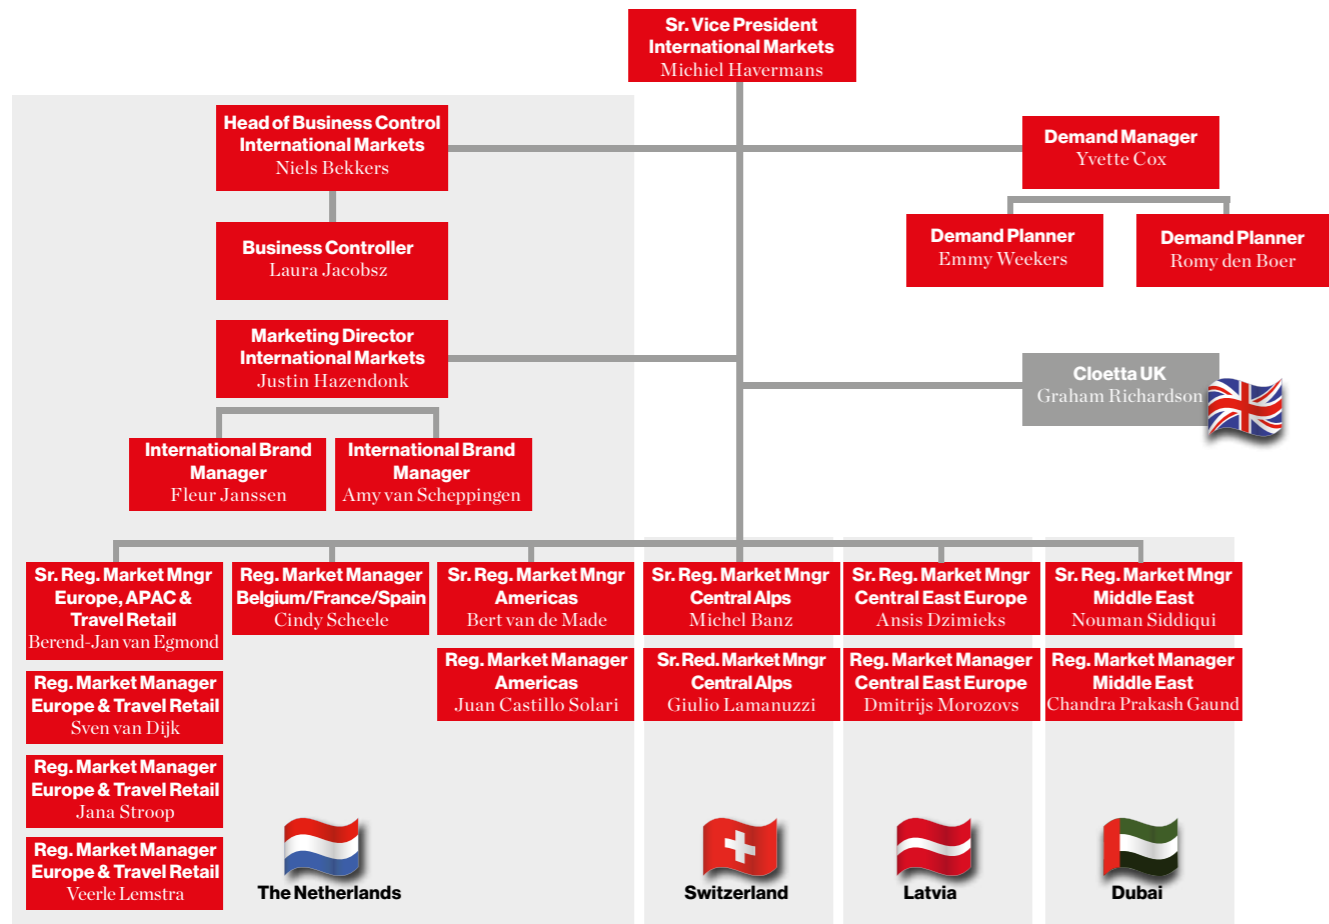 Sr. Vice President
International Markets
Michiel Havermans
Head of Business Control
International Markets
Niels Bekkers
Demand Manager
Yvette Cox
Business Controller
Laura Jacobsz
Demand Planner
Emmy Weekers
Demand Planner
Romy den Boer
Marketing Director
International Markets
Justin Hazendonk
Cloetta UK
Graham Richardson
International Brand
Manager
Fleur Janssen
International Brand
Manager
Amy van Scheppingen
Sr. Reg. Market Mngr
Europe, APAC &
Travel Retail
Berend-Jan van Egmond
Reg. Market Manager
Belgium/France/Spain
Cindy Scheele
Sr. Reg. Market Mngr
Americas
Bert van de Made
Sr. Reg. Market Mngr
Central Alps
Michel Banz
Sr. Reg. Market Mngr
Central East Europe
Ansis Dzimieks
Sr. Reg. Market Mngr
Middle East
Nouman Siddiqui
Reg. Market Manager
Europe & Travel Retail
Sven van Dijk
Reg. Market Manager
Americas
Juan Castillo Solari
Sr. Red. Market Mngr
Central Alps
Giulio Lamanuzzi
Reg. Market Manager
Central East Europe
Dmitrijs Morozovs
Reg. Market Manager
Middle East
Chandra Prakash Gaund
Reg. Market Manager
Europe & Travel Retail
Jana Stroop
Reg. Market Manager
Europe & Travel Retail
Veerle Lemstra
The Netherlands
Switzerland
Latvia
Dubai